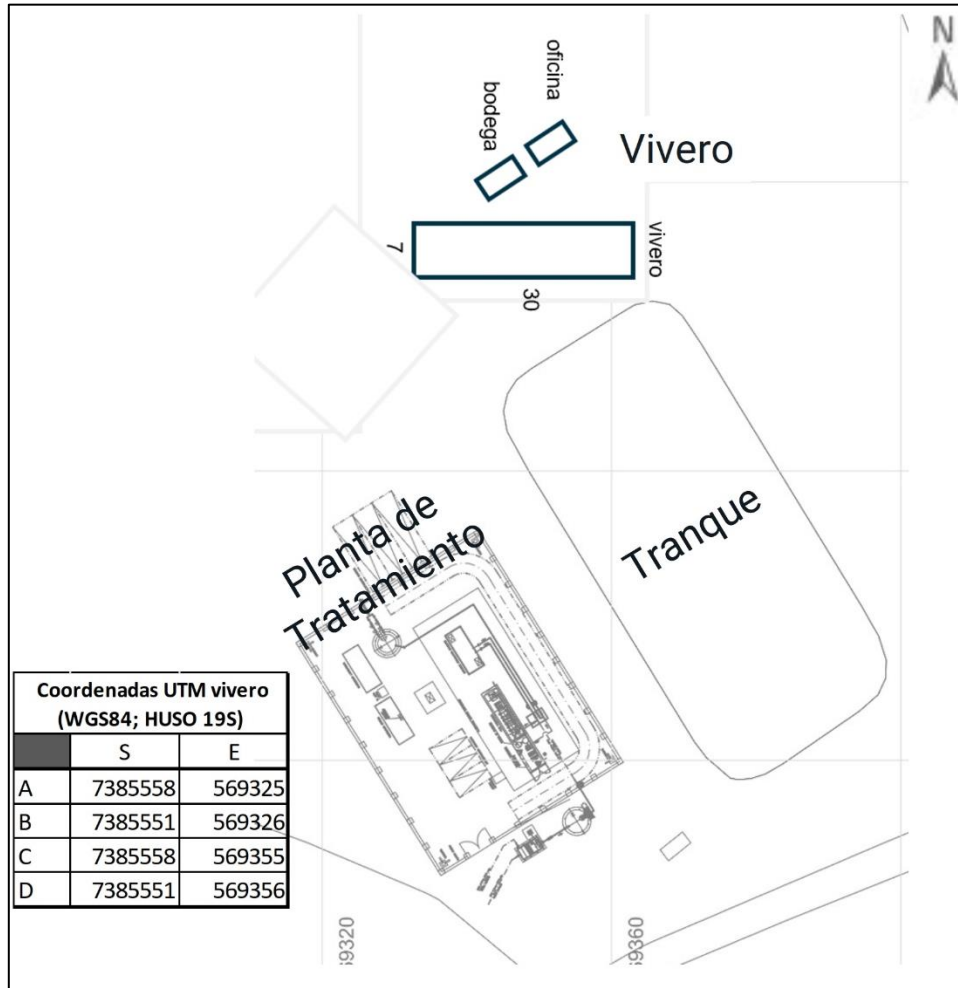 N
oficina
bodega
Vivero
vivero
7
30
Planta de
Tratamiento
Tranque
Coordenadas UTM vivero
(WGS84; HUSO 19S)
S E
A 7385558 569325
B 7385551 569326
C 7385558 569355
D 7385551 569356
69320
69360